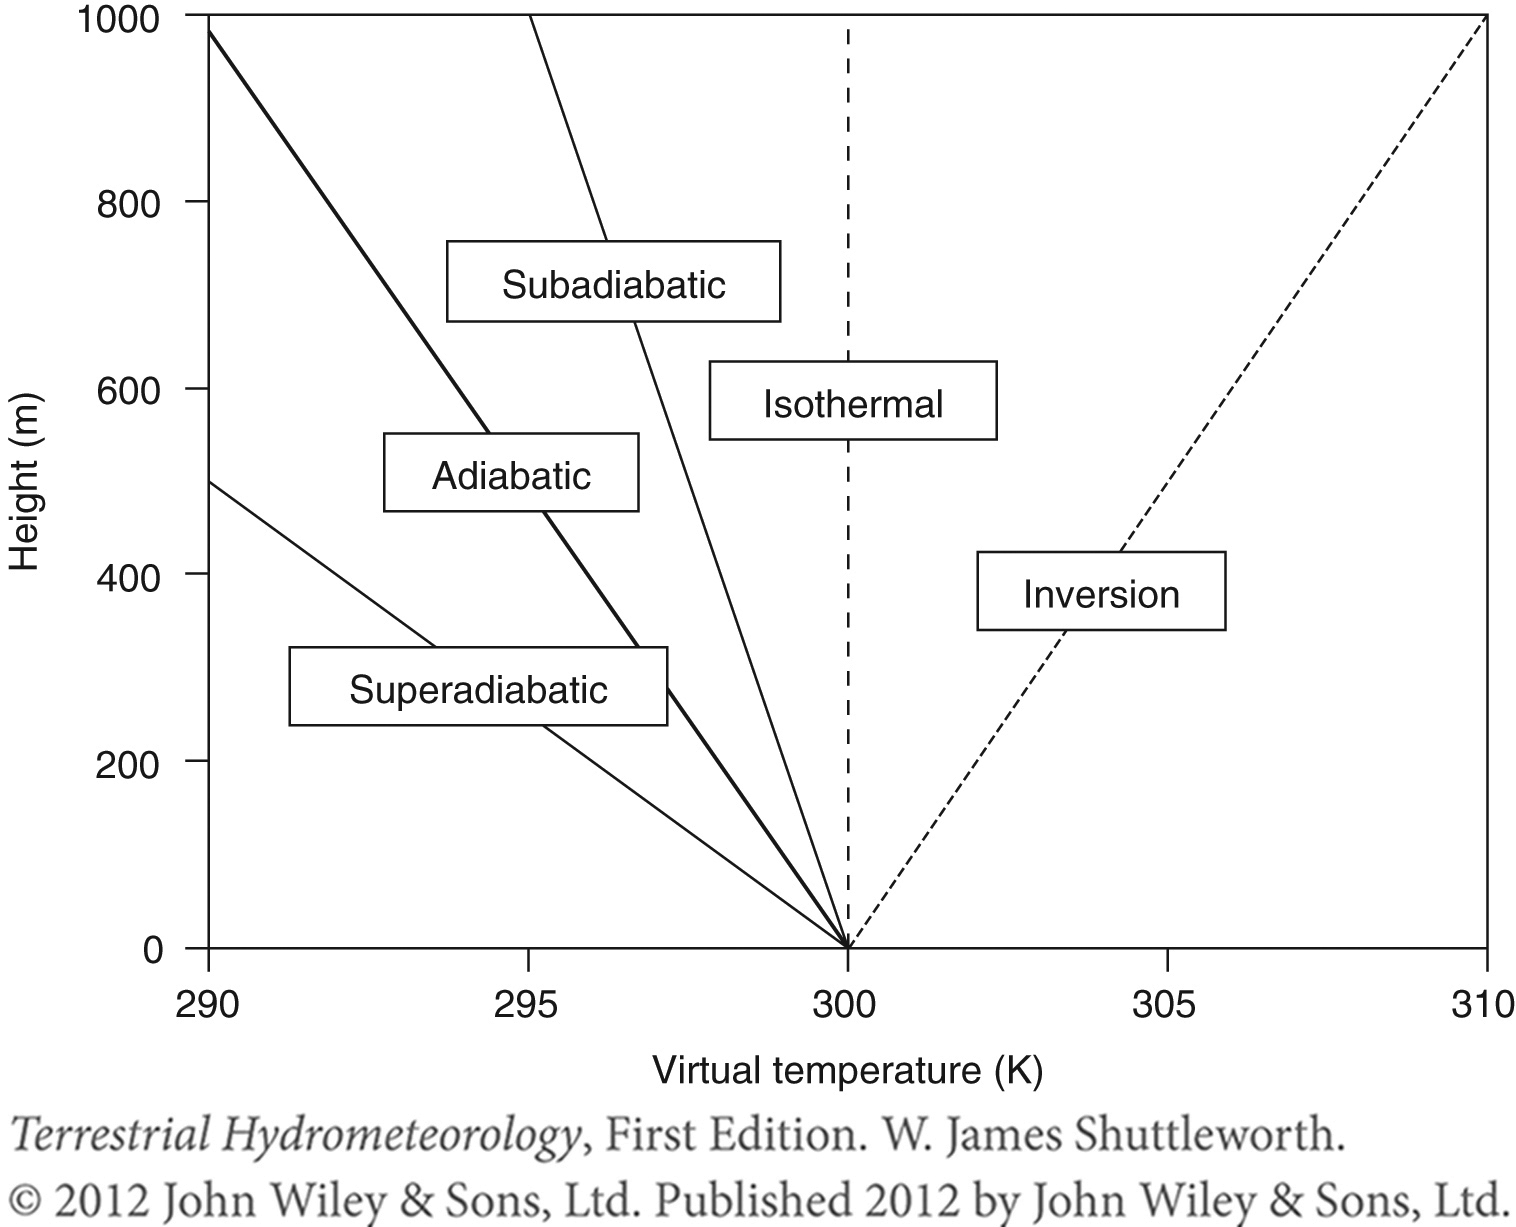 1000
800
600
400
200
0
Height (m)
Subadiabatic
Isothermal
Adiabatic
Inversion
Superadiabatic
290 295 300 305 310
Virtual temperature (K)
Terrestrial Hydrometeorology, First Edition. W. James Shuttleworth.
© 2012 John Wiley & Sons, Ltd. Published 2012 by John Wiley & Sons, Ltd.